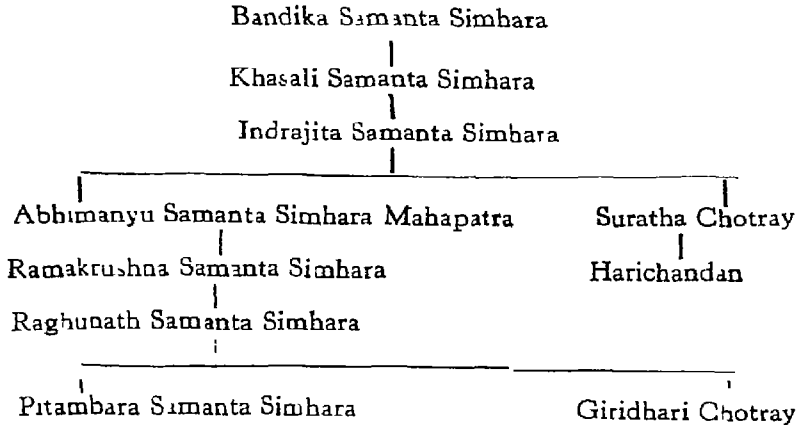 Bandika Samanta Simhara
Khasali Samanta Simhara
Indrajita Samanta Simhara
Abhimanyu Samanta Simhara Mahapatra Suratha Chotray
Ramakrushna Samanta Simhara Harichandan
Raghunath Samanta Simhara
Pitambara Samanta Simhara Giridhari Chotray